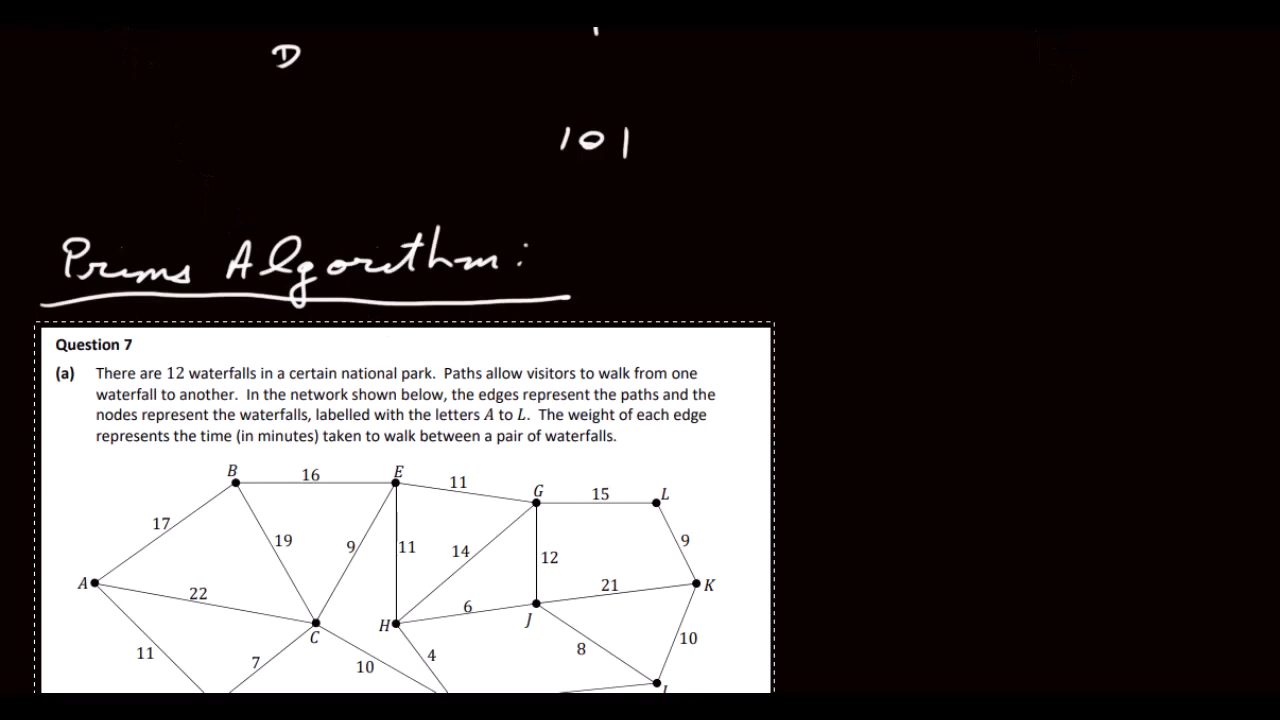 D
101
Prims Algorithm:
Question 7
(a) There are 12 waterfalls in a certain national park. Paths allow visitors to walk from one
waterfall to another. In the network shown below, the edges represent the paths and the
nodes represent the waterfalls, labelled with the letters A to L. The weight of each edge
represents the time (in minutes) taken to walk between a pair of waterfalls.
B 16 E 11 G 15 L
17 19 9 11 14 12 9
A 22 21 K
C H 6 J
11 7 10 4 8 10